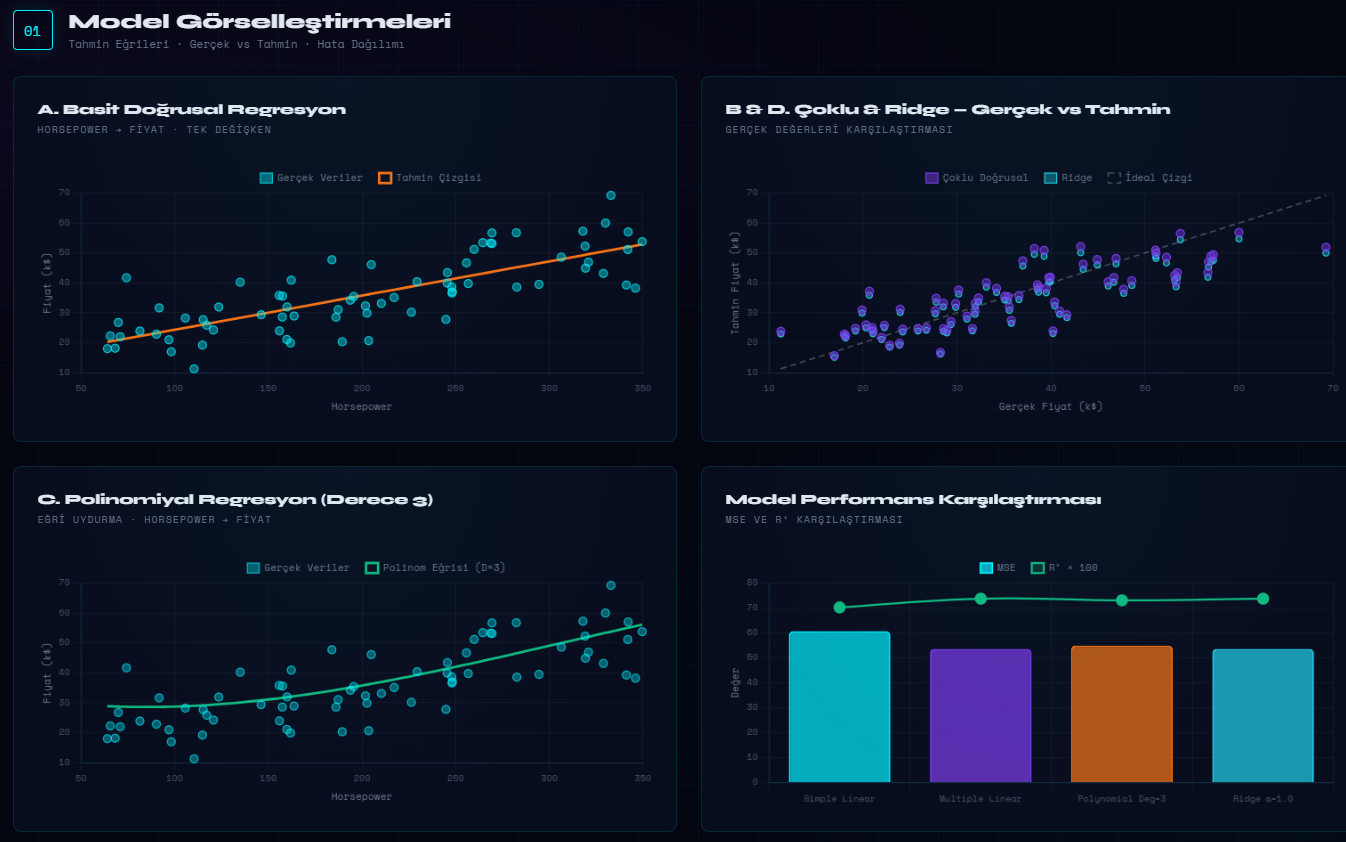 01
Model Görselleştirmeleri
Tahmin Eğrileri · Gerçek vs Tahmin · Hata Dağılımı
A. Basit Doğrusal Regresyon
HORSEPOWER → FİYAT · TEK DEĞİŞKEN
Gerçek Veriler
Tahmin Çizgisi
Fiyat (k$)
70
60
50
40
30
20
10
50
100
150
200
250
300
350
Horsepower
B & D. Çoklu & Ridge — Gerçek vs Tahmin
GERÇEK DEĞERLERİ KARŞILAŞTIRMASI
Çoklu Doğrusal
Ridge
İdeal Çizgi
Tahmin Fiyat (k$)
70
60
50
40
30
20
10
10
20
30
40
50
60
70
Gerçek Fiyat (k$)
C. Polinomiyal Regresyon (Derece 3)
EĞRİ UYDURMA · HORSEPOWER → FİYAT
Gerçek Veriler
Polinom Eğrisi (D=3)
Fiyat (k$)
70
60
50
40
30
20
10
50
100
150
200
250
300
350
Horsepower
Model Performans Karşılaştırması
MSE VE R² KARŞILAŞTIRMASI
MSE
R² × 100
Değer
80
70
60
50
40
30
20
10
0
Simple Linear
Multiple Linear
Polynomial Deg=3
Ridge α=1.0